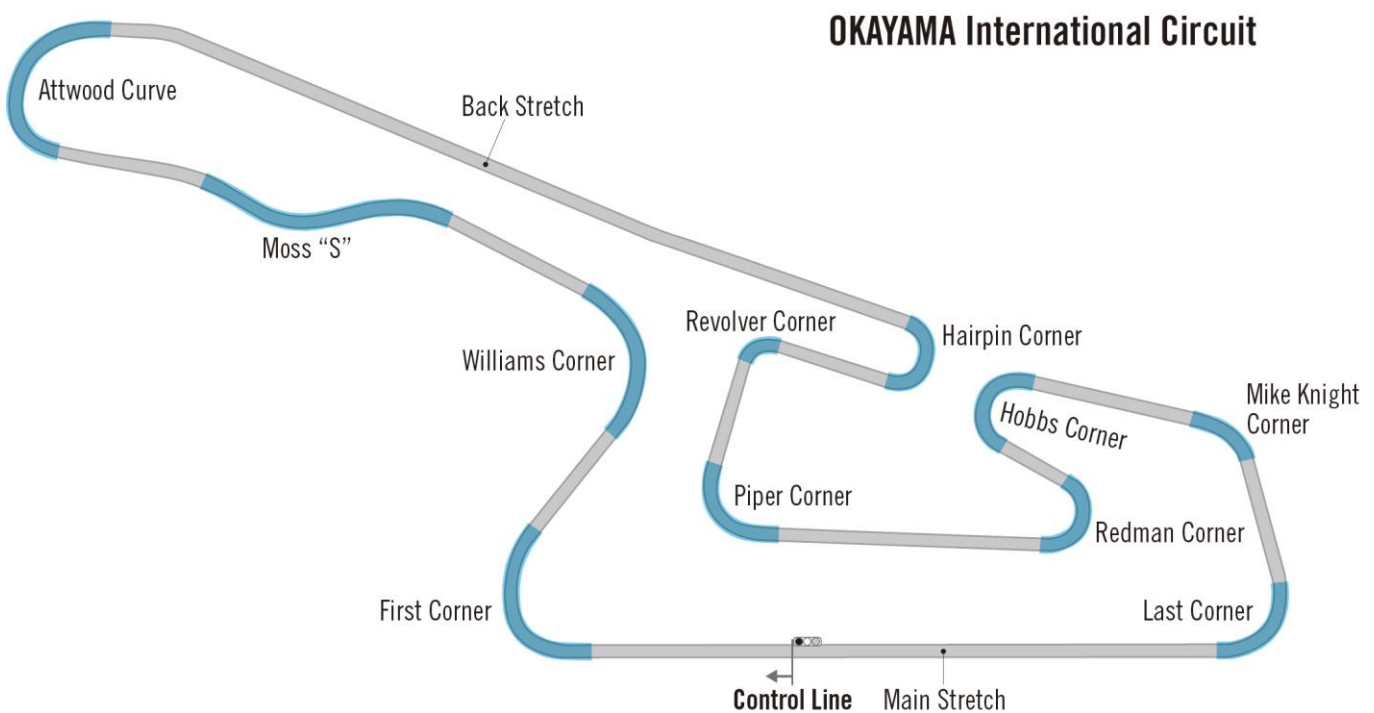 OKAYAMA International Circuit
Attwood Curve
Back Stretch
Moss “S”
Revolver Corner
Hairpin Corner
Williams Corner
Mike Knight
Corner
Hobbs Corner
Piper Corner
Redman Corner
First Corner
Last Corner
Control Line
Main Stretch